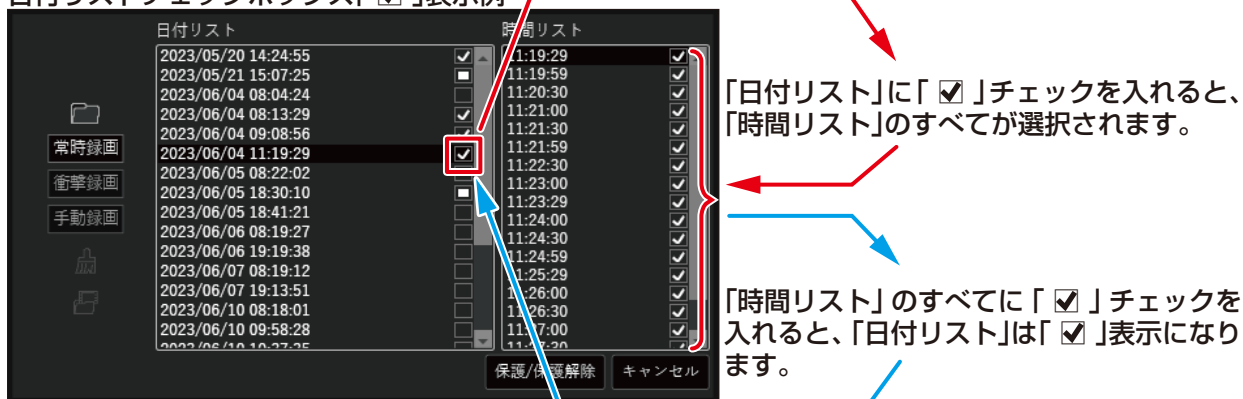 日付リスト
時間リスト
2023/05/20 14:24:55
2023/05/21 15:07:25
2023/06/04 08:04:24
2023/06/04 08:13:29
2023/06/04 09:08:56
2023/06/04 11:19:29
2023/06/05 08:22:02
2023/06/05 18:30:10
2023/06/05 18:41:21
2023/06/06 08:19:27
2023/06/06 19:19:38
2023/06/07 08:19:12
2023/06/07 19:13:51
2023/06/10 08:18:01
2023/06/10 09:58:28
11:19:29
11:19:59
11:20:30
11:21:00
11:21:30
11:21:59
11:22:30
11:23:00
11:23:29
11:24:00
11:24:30
11:24:59
11:25:29
11:26:00
11:26:30
11:27:00
常時録画
衝撃録画
手動録画
保護/保護解除
キャンセル
「日付リスト」に「 ☑ 」チェックを入れると、
「時間リスト」のすべてが選択されます。
「時間リスト」のすべてに「 ☑ 」チェックを
入れると、「日付リスト」は「 ☑ 」表示になり
ます。